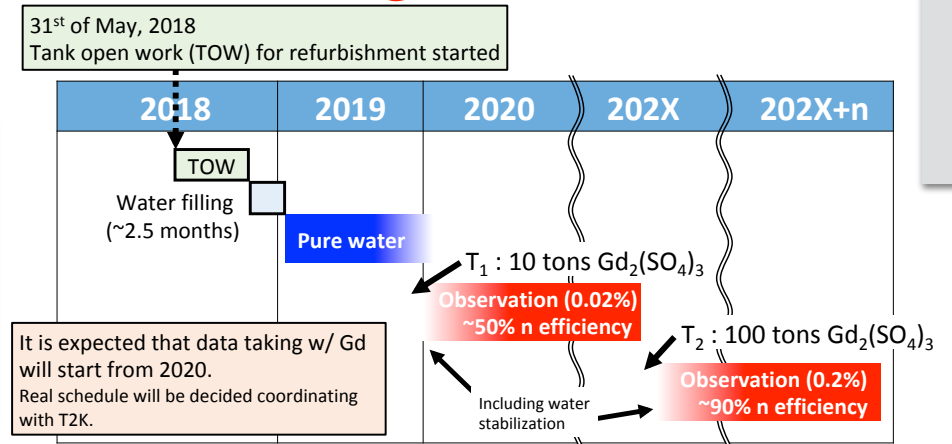 31st of May, 2018
Tank open work (TOW) for refurbishment started
2018 2019 2020 202X 202X+n
TOW
Water filling
(~2.5 months)
Pure water
T1 : 10 tons Gd2(SO4)3
Observation (0.02%)
~50% n efficiency
T2 : 100 tons Gd2(SO4)3
Observation (0.2%)
~90% n efficiency
Including water
stabilization
It is expected that data taking w/ Gd
will start from 2020.
Real schedule will be decided coordinating
with T2K.